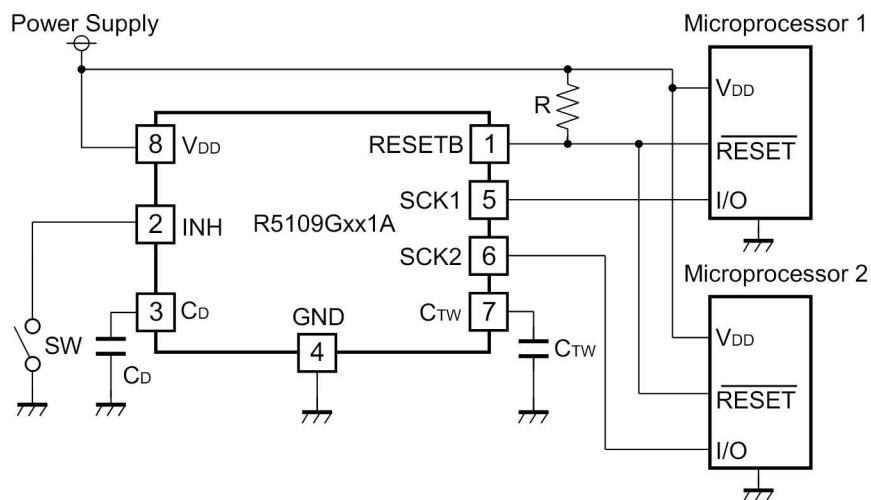 Power Supply
Microprocessor 1
R
VDD
8
VDD
RESETB
1
RESET
SCK1
5
I/O
2
INH
R5109Gxx1A
SCK2
6
Microprocessor 2
3
CD
GND
CTW
7
VDD
SW
4
CTW
CD
RESET
I/O